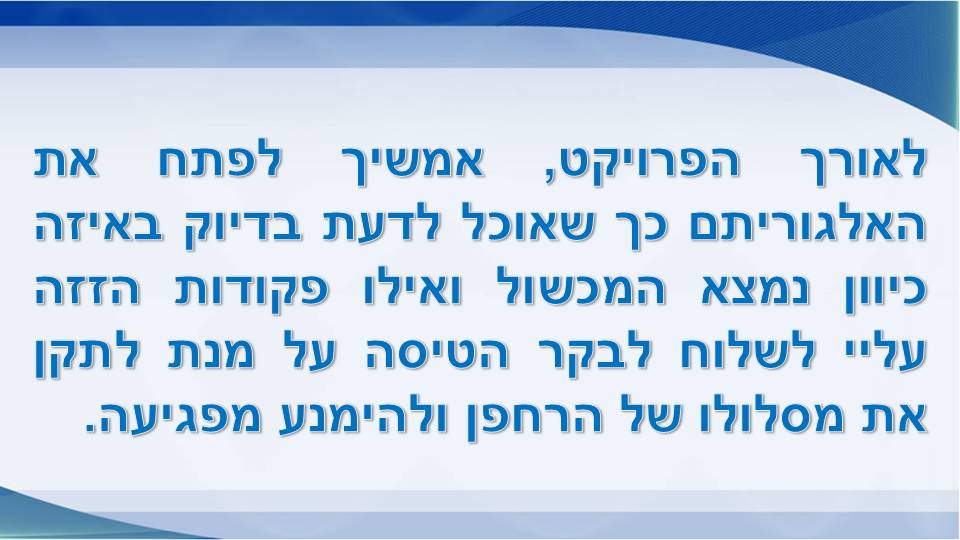 לאורך הפרויקט, אמשיך לפתח את
האלגוריתם כך שאוכל לדעת בדיוק באיזה
כיוון נמצא המכשול ואילו פקודות הזזה
עליי לשלוח לבקר הטיסה על מנת לתקן
את מסלולו של הרחפן ולהימנע מפגיעה.